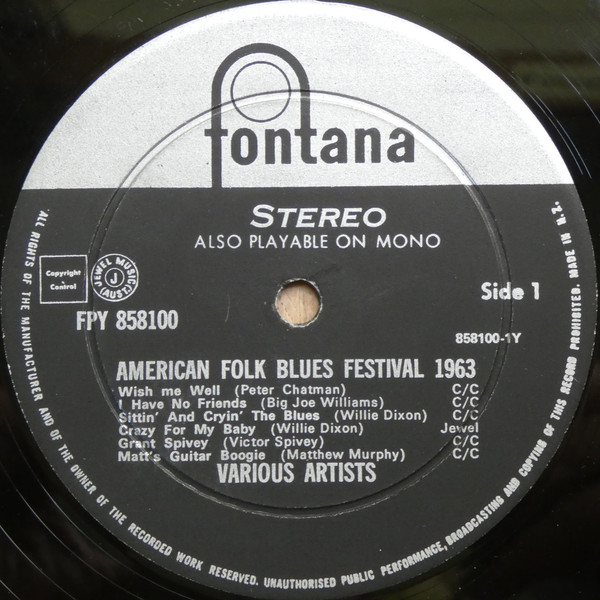 fontana
STEREO
ALSO PLAYABLE ON MONO
Copyright Control
JEWEL MUSIC (AUST.) J
Side 1
FPY 858100
858100-1Y
AMERICAN FOLK BLUES FESTIVAL 1963
Wish me Well (Peter Chatman) C/C
I Have No Friends (Big Joe Williams) C/C
Sittin' And Cryin' The Blues (Willie Dixon) C/C
Crazy For My Baby (Willie Dixon) Jewel
Grant Spivey (Victor Spivey) C/C
Matt's Guitar Boogie (Matthew Murphy) C/C
VARIOUS ARTISTS
ALL RIGHTS OF THE MANUFACTURER AND OF THE OWNER OF THE RECORDED WORK RESERVED. UNAUTHORISED PUBLIC PERFORMANCE, BROADCASTING AND COPYING OF THIS RECORD PROHIBITED. MADE IN N.Z.